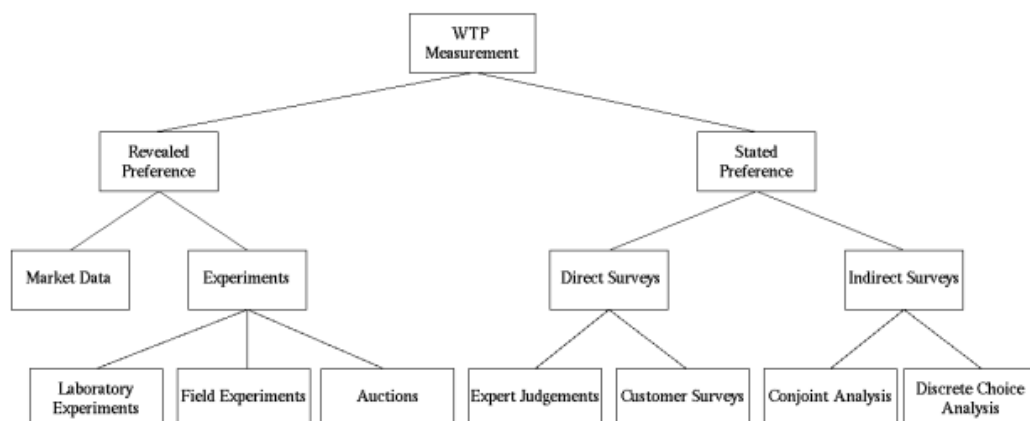 WTP
Measurement
Revealed
Preference
Stated
Preference
Market Data
Experiments
Direct Surveys
Indirect Surveys
Laboratory
Experiments
Field Experiments
Auctions
Expert Judgements
Customer Surveys
Conjoint Analysis
Discrete Choice
Analysis